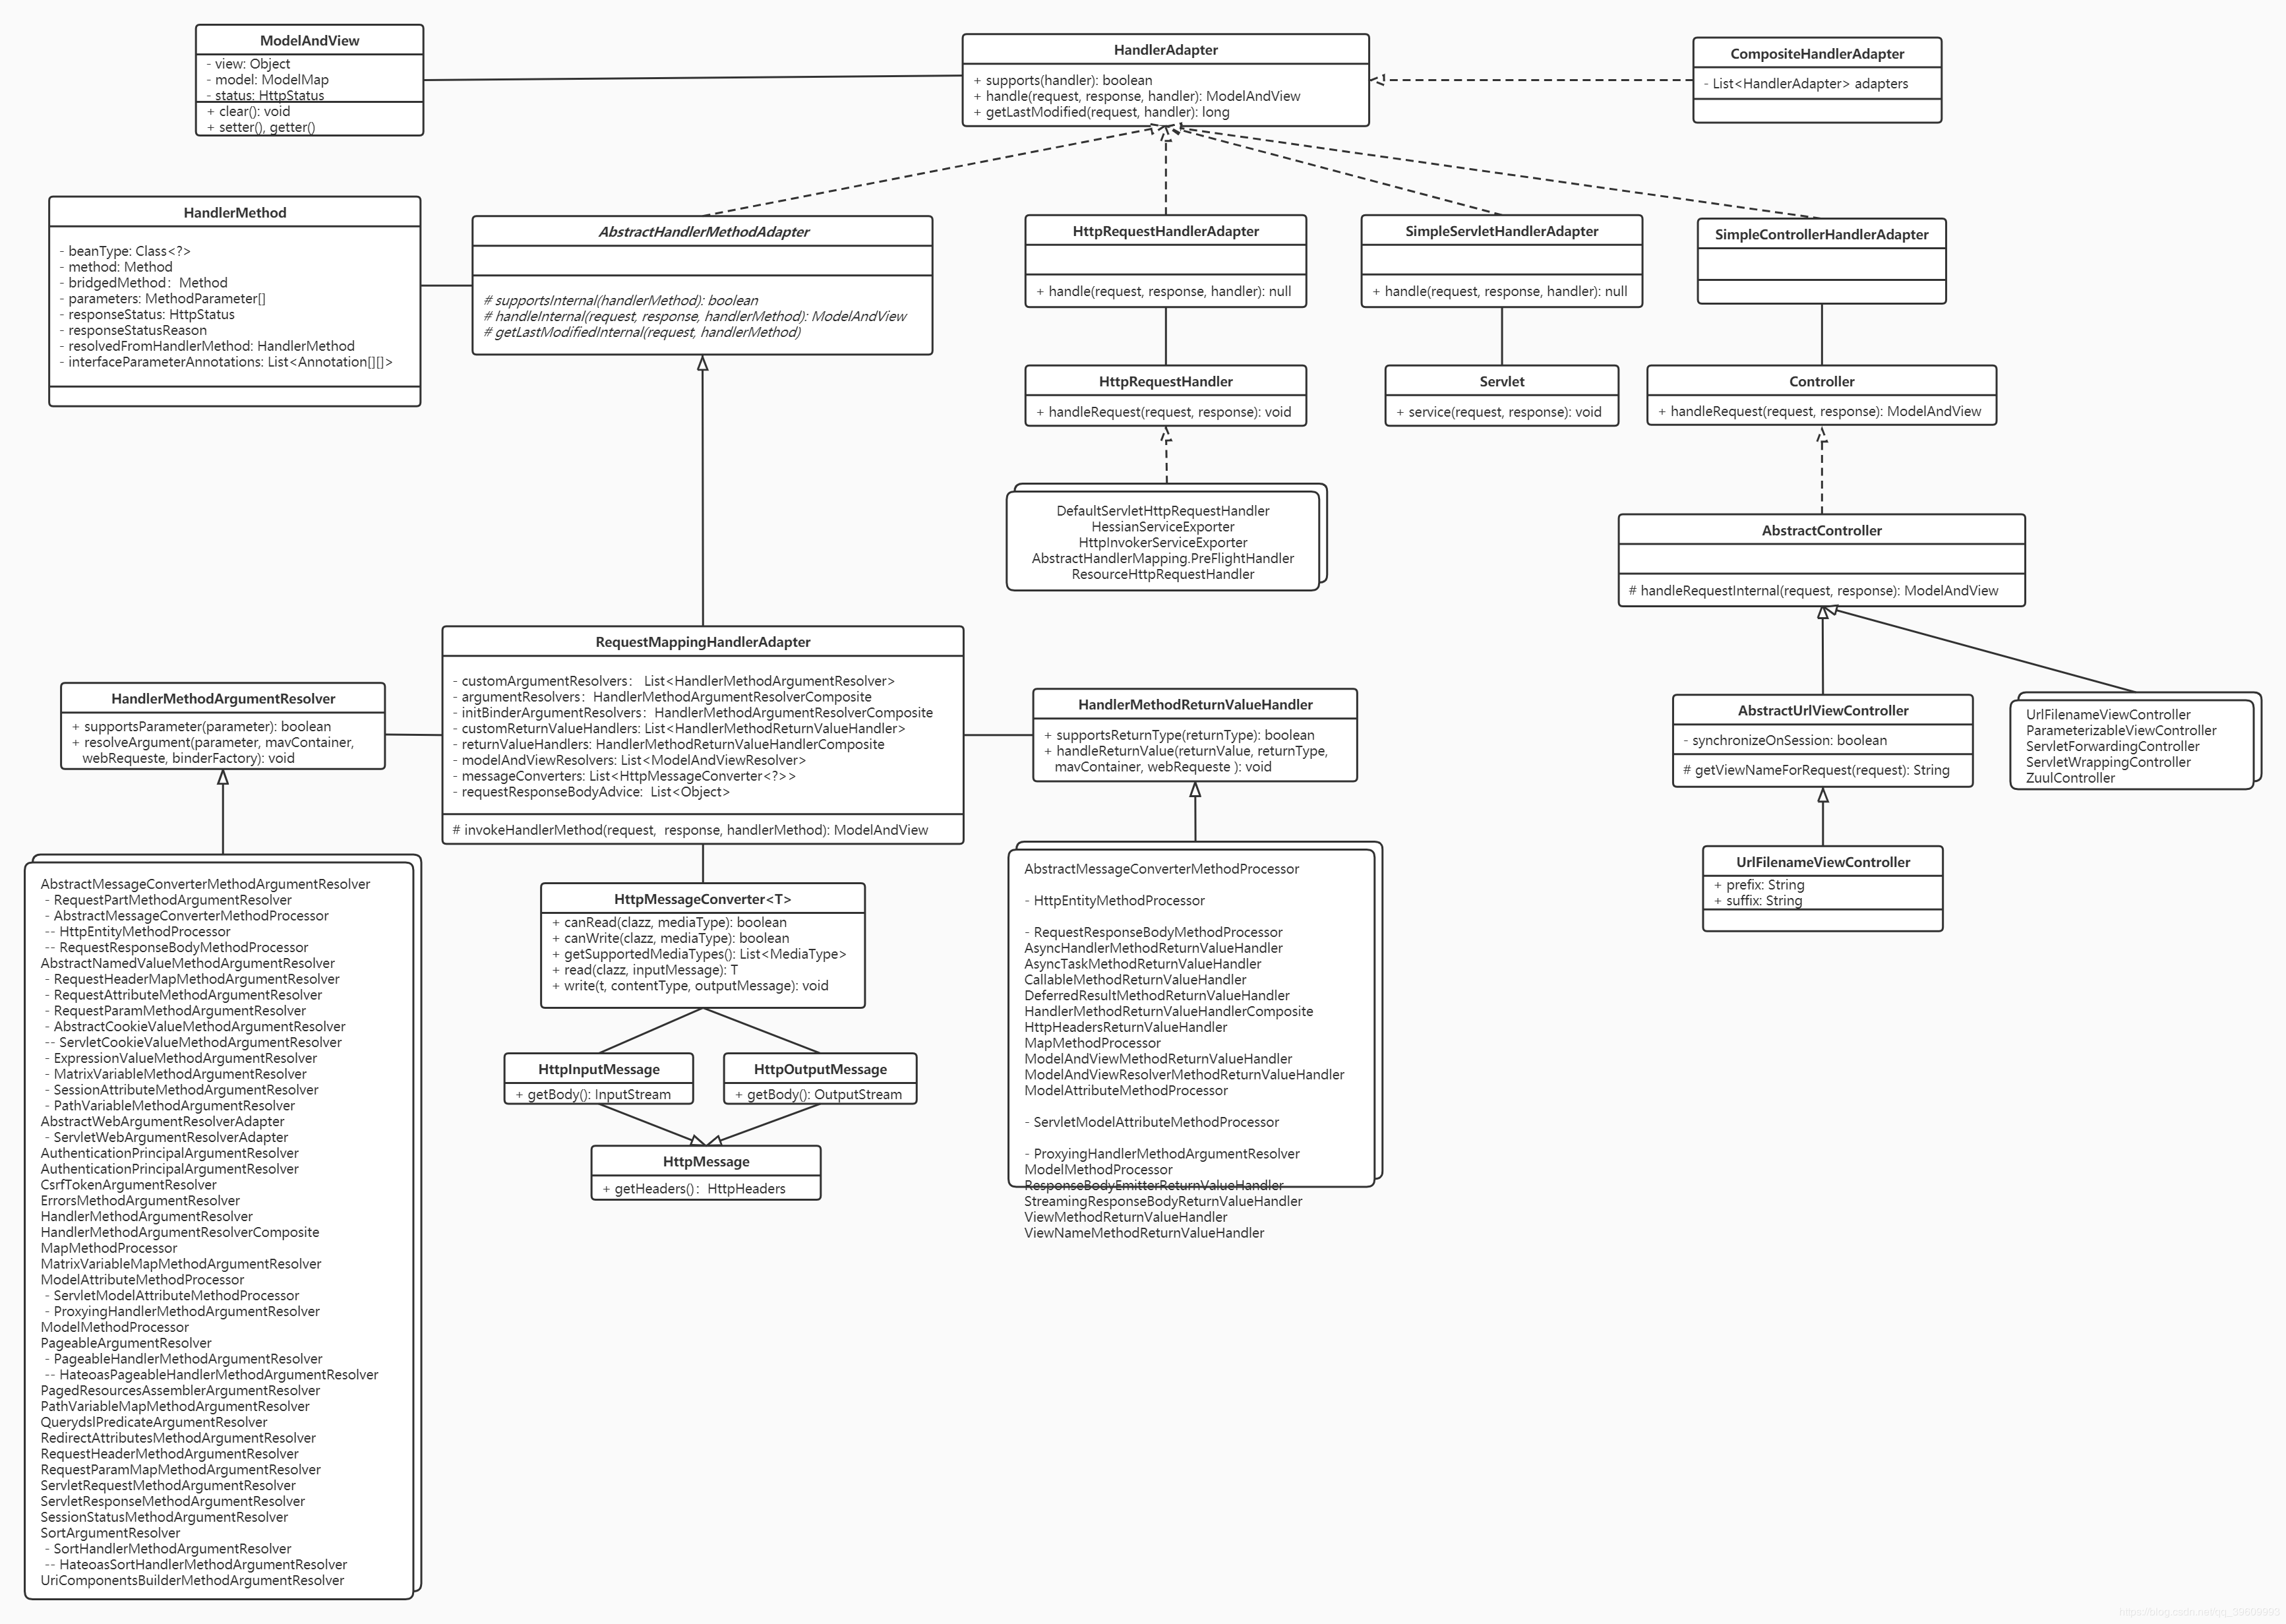 ModelAndView
- view: Object
- model: ModelMap
- status: HttpStatus
+ clear(): void
+ setter(), getter()
HandlerAdapter
+ supports(handler): boolean
+ handle(request, response, handler): ModelAndView
+ getLastModified(request, handler): long
CompositeHandlerAdapter
- List<HandlerAdapter> adapters
HandlerMethod
- beanType: Class<?>
- method: Method
- bridgedMethod： Method
- parameters: MethodParameter[]
- responseStatus: HttpStatus
- responseStatusReason
- resolvedFromHandlerMethod: HandlerMethod
- interfaceParameterAnnotations: List<Annotation[][]>
AbstractHandlerMethodAdapter
# supportsInternal(handlerMethod): boolean
# handleInternal(request, response, handlerMethod): ModelAndView
# getLastModifiedInternal(request, handlerMethod)
HttpRequestHandlerAdapter
+ handle(request, response, handler): null
SimpleServletHandlerAdapter
+ handle(request, response, handler): null
SimpleControllerHandlerAdapter
HttpRequestHandler
+ handleRequest(request, response): void
Servlet
+ service(request, response): void
Controller
+ handleRequest(request, response): ModelAndView
DefaultServletHttpRequestHandler
HessianServiceExporter
HttpInvokerServiceExporter
AbstractHandlerMapping.PreFlightHandler
ResourceHttpRequestHandler
AbstractController
# handleRequestInternal(request, response): ModelAndView
RequestMappingHandlerAdapter
- customArgumentResolvers： List<HandlerMethodArgumentResolver>
- argumentResolvers：HandlerMethodArgumentResolverComposite
- initBinderArgumentResolvers：HandlerMethodArgumentResolverComposite
- customReturnValueHandlers: List<HandlerMethodReturnValueHandler>
- returnValueHandlers: HandlerMethodReturnValueHandlerComposite
- modelAndViewResolvers: List<ModelAndViewResolver>
- messageConverters: List<HttpMessageConverter<?>>
- requestResponseBodyAdvice:  List<Object>
# invokeHandlerMethod(request,  response, handlerMethod): ModelAndView
HandlerMethodArgumentResolver
+ supportsParameter(parameter): boolean
+ resolveArgument(parameter, mavContainer,
webRequeste, binderFactory): void
HandlerMethodReturnValueHandler
+ supportsReturnType(returnType): boolean
+ handleReturnValue(returnValue, returnType,
mavContainer, webRequeste ): void
AbstractUrlViewController
- synchronizeOnSession: boolean
# getViewNameForRequest(request): String
UrlFilenameViewController
ParameterizableViewController
ServletForwardingController
ServletWrappingController
ZuulController
UrlFilenameViewController
+ prefix: String
+ suffix: String
AbstractMessageConverterMethodArgumentResolver
- RequestPartMethodArgumentResolver
- AbstractMessageConverterMethodProcessor
-- HttpEntityMethodProcessor
-- RequestResponseBodyMethodProcessor
AbstractNamedValueMethodArgumentResolver
- RequestHeaderMapMethodArgumentResolver
- RequestAttributeMethodArgumentResolver
- RequestParamMethodArgumentResolver
- AbstractCookieValueMethodArgumentResolver
-- ServletCookieValueMethodArgumentResolver
- ExpressionValueMethodArgumentResolver
- MatrixVariableMethodArgumentResolver
- SessionAttributeMethodArgumentResolver
- PathVariableMethodArgumentResolver
AbstractWebArgumentResolverAdapter
- ServletWebArgumentResolverAdapter
AuthenticationPrincipalArgumentResolver
AuthenticationPrincipalArgumentResolver
CsrfTokenArgumentResolver
ErrorsMethodArgumentResolver
HandlerMethodArgumentResolver
HandlerMethodArgumentResolverComposite
MapMethodProcessor
MatrixVariableMapMethodArgumentResolver
ModelAttributeMethodProcessor
- ServletModelAttributeMethodProcessor
- ProxyingHandlerMethodArgumentResolver
ModelMethodProcessor
PageableArgumentResolver
- PageableHandlerMethodArgumentResolver
-- HateoasPageableHandlerMethodArgumentResolver
PagedResourcesAssemblerArgumentResolver
PathVariableMapMethodArgumentResolver
QuerydslPredicateArgumentResolver
RedirectAttributesMethodArgumentResolver
RequestHeaderMethodArgumentResolver
RequestParamMapMethodArgumentResolver
ServletRequestMethodArgumentResolver
ServletResponseMethodArgumentResolver
SessionStatusMethodArgumentResolver
SortArgumentResolver
- SortHandlerMethodArgumentResolver
-- HateoasSortHandlerMethodArgumentResolver
UriComponentsBuilderMethodArgumentResolver
HttpMessageConverter<T>
+ canRead(clazz, mediaType): boolean
+ canWrite(clazz, mediaType): boolean
+ getSupportedMediaTypes(): List<MediaType>
+ read(clazz, inputMessage): T
+ write(t, contentType, outputMessage): void
HttpInputMessage
+ getBody(): InputStream
HttpOutputMessage
+ getBody(): OutputStream
HttpMessage
+ getHeaders()：HttpHeaders
AbstractMessageConverterMethodProcessor
- HttpEntityMethodProcessor
- RequestResponseBodyMethodProcessor
AsyncHandlerMethodReturnValueHandler
AsyncTaskMethodReturnValueHandler
CallableMethodReturnValueHandler
DeferredResultMethodReturnValueHandler
HandlerMethodReturnValueHandlerComposite
HttpHeadersReturnValueHandler
MapMethodProcessor
ModelAndViewMethodReturnValueHandler
ModelAndViewResolverMethodReturnValueHandler
ModelAttributeMethodProcessor
- ServletModelAttributeMethodProcessor
- ProxyingHandlerMethodArgumentResolver
ModelMethodProcessor
ResponseBodyEmitterReturnValueHandler
StreamingResponseBodyReturnValueHandler
ViewMethodReturnValueHandler
ViewNameMethodReturnValueHandler
https://blog.csdn.net/qq_39609993